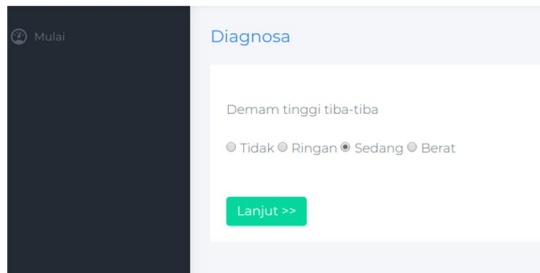 Mulai
Diagnosa
Demam tinggi tiba-tiba
Tidak Ringan Sedang Berat
Lanjut >>